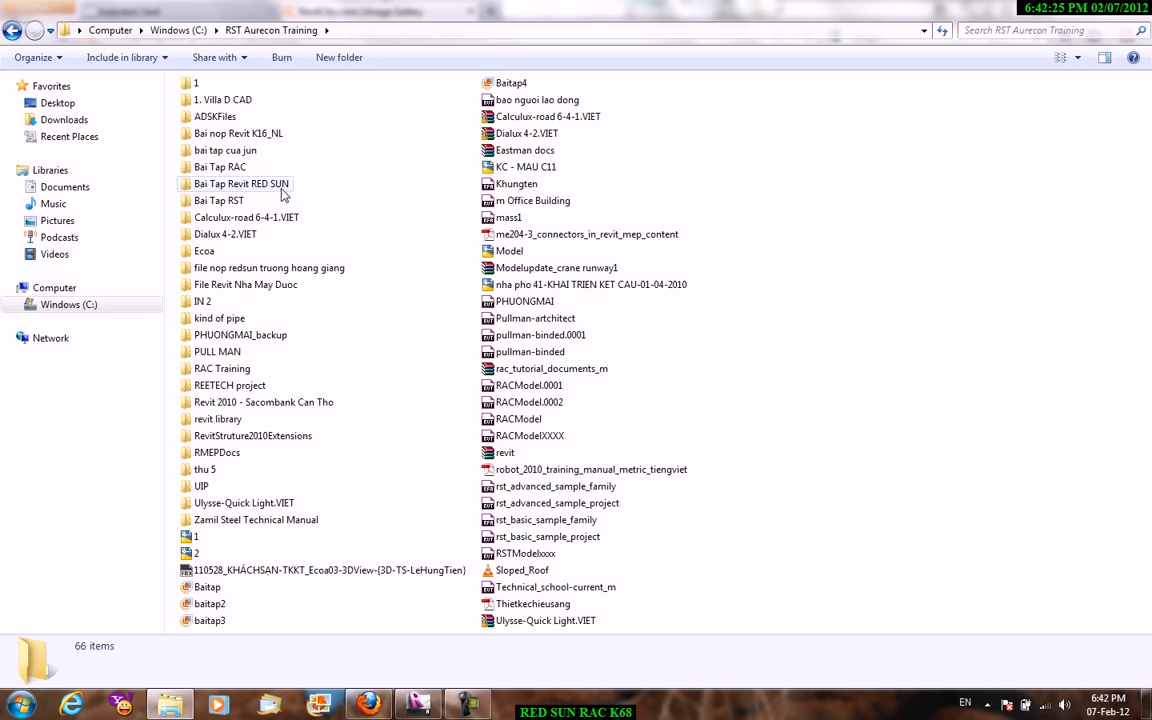 6:42:25 PM 02/07/2012
Computer
Windows (C:)
RST Aurecon Training
Search RST Aurecon Training
Organize
Include in library
Share with
Burn
New folder
Favorites
Desktop
Downloads
Recent Places
Libraries
Documents
Music
Pictures
Podcasts
Videos
Computer
Windows (C:)
Network
1
1. Villa D CAD
ADSKFiles
Bai nop Revit K16_NL
bai tap cua jun
Bai Tap RAC
Bai Tap Revit RED SUN
Bai Tap RST
Calculux-road 6-4-1.VIET
Dialux 4-2.VIET
Ecoa
file nop redsun truong hoang giang
File Revit Nha May Duoc
IN 2
kind of pipe
PHUONGMAI_backup
PULL MAN
RAC Training
REETECH project
Revit 2010 - Sacombank Can Tho
revit library
RevitStruture2010Extensions
RMEPDocs
thu 5
UIP
Ulysse-Quick Light.VIET
Zamil Steel Technical Manual
1
2
110528_KHÁCHSẠN-TKKT_Ecoa03-3DView-{3D-TS-LeHungTien}
Baitap
baitap2
baitap3
Baitap4
bao nguoi lao dong
Calculux-road 6-4-1.VIET
Dialux 4-2.VIET
Eastman docs
KC - MAU C11
Khungten
m Office Building
mass1
me204-3_connectors_in_revit_mep_content
Model
Modelupdate_crane runway1
nha pho 41-KHAI TRIEN KET CAU-01-04-2010
PHUONGMAI
Pullman-artchitect
pullman-binded.0001
pullman-binded
rac_tutorial_documents_m
RACModel.0001
RACModel.0002
RACModel
RACModelXXXX
revit
robot_2010_training_manual_metric_tiengviet
rst_advanced_sample_family
rst_advanced_sample_project
rst_basic_sample_family
rst_basic_sample_project
RSTModelxxxx
Sloped_Roof
Technical_school-current_m
Thietkechieusang
Ulysse-Quick Light.VIET
66 items
EN
6:42 PM
07-Feb-12
RED SUN RAC K68